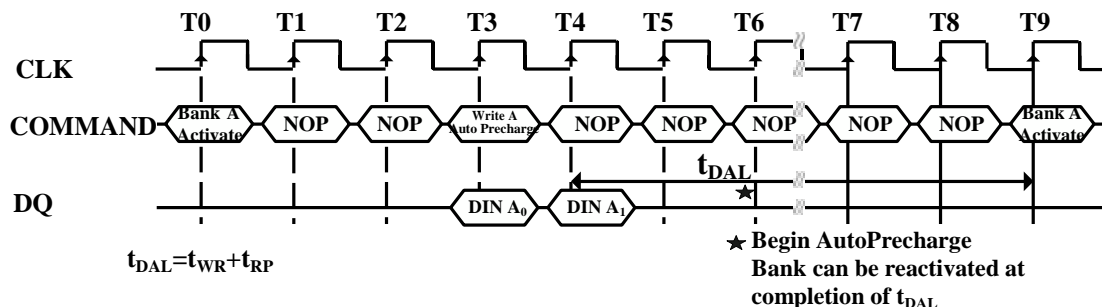 T0 T1 T2 T3 T4 T5 T6 T7 T8 T9
CLK
COMMAND
Bank A
Activate
NOP
NOP
Write A
Auto Precharge
NOP
NOP
NOP
NOP
NOP
Bank A
Activate
tDAL
DQ
DIN A0
DIN A1
tDAL=tWR+tRP
★ Begin AutoPrecharge
Bank can be reactivated at
completion of tDAL